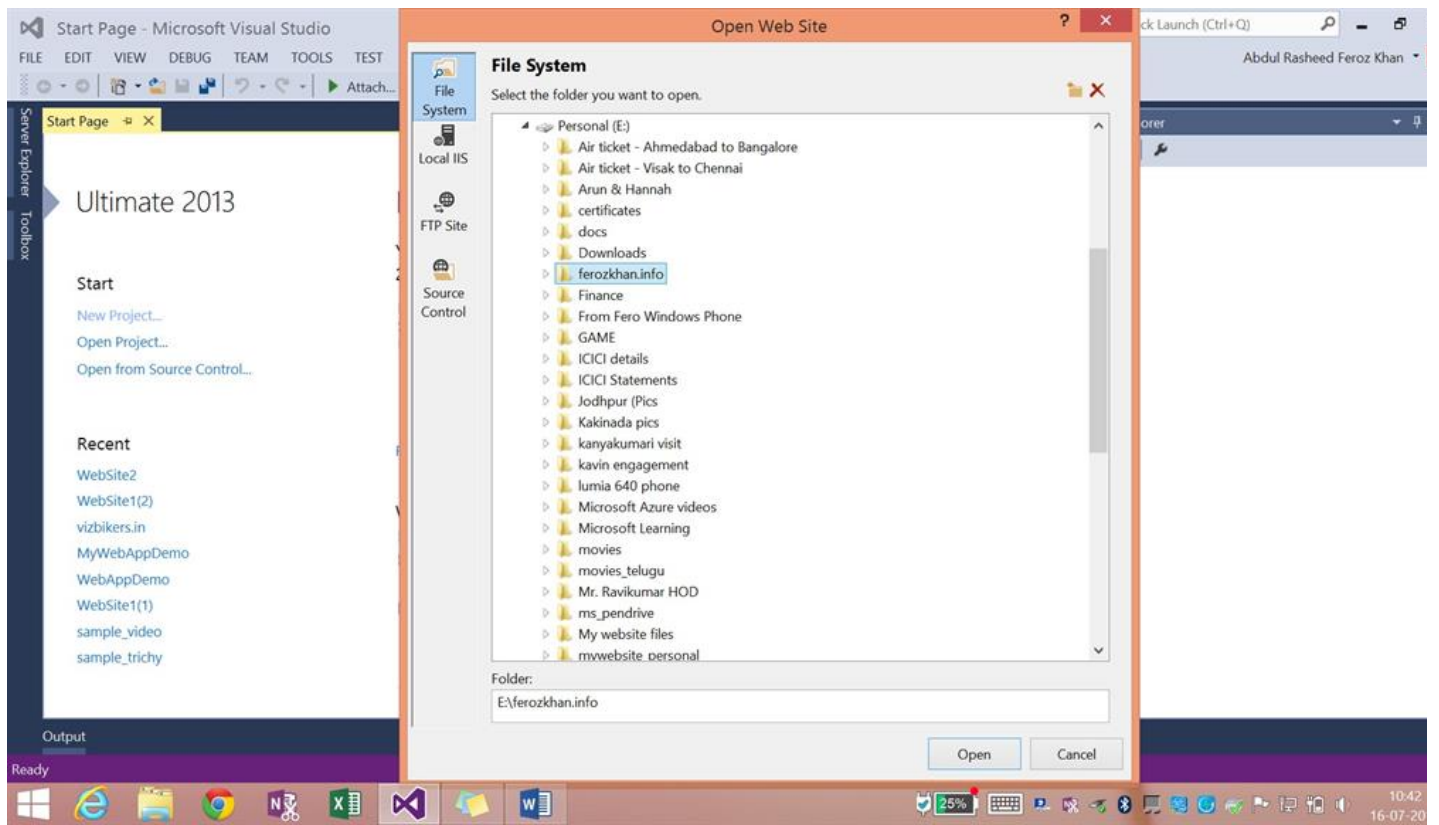 Start Page - Microsoft Visual Studio
Open Web Site
?
ck Launch (Ctrl+Q)
FILE EDIT VIEW DEBUG TEAM TOOLS TEST
Abdul Rasheed Feroz Khan
Attach...
Server Explorer
Toolbox
Start Page
orer
Ultimate 2013
Start
New Project...
Open Project...
Open from Source Control...
Recent
WebSite2
WebSite1(2)
vizbikers.in
MyWebAppDemo
WebAppDemo
WebSite1(1)
sample_video
sample_trichy
File System
Local IIS
FTP Site
Source Control
File System
Select the folder you want to open.
Personal (E:)
Air ticket - Ahmedabad to Bangalore
Air ticket - Visak to Chennai
Arun & Hannah
certificates
docs
Downloads
ferozkhan.info
Finance
From Fero Windows Phone
GAME
ICICI details
ICICI Statements
Jodhpur (Pics
Kakinada pics
kanyakumari visit
kavin engagement
lumia 640 phone
Microsoft Azure videos
Microsoft Learning
movies
movies_telugu
Mr. Ravikumar HOD
ms_pendrive
My website files
mywebsite personal
Folder:
E:\ferozkhan.info
Open
Cancel
Output
Ready
25%
10:42
16-07-20